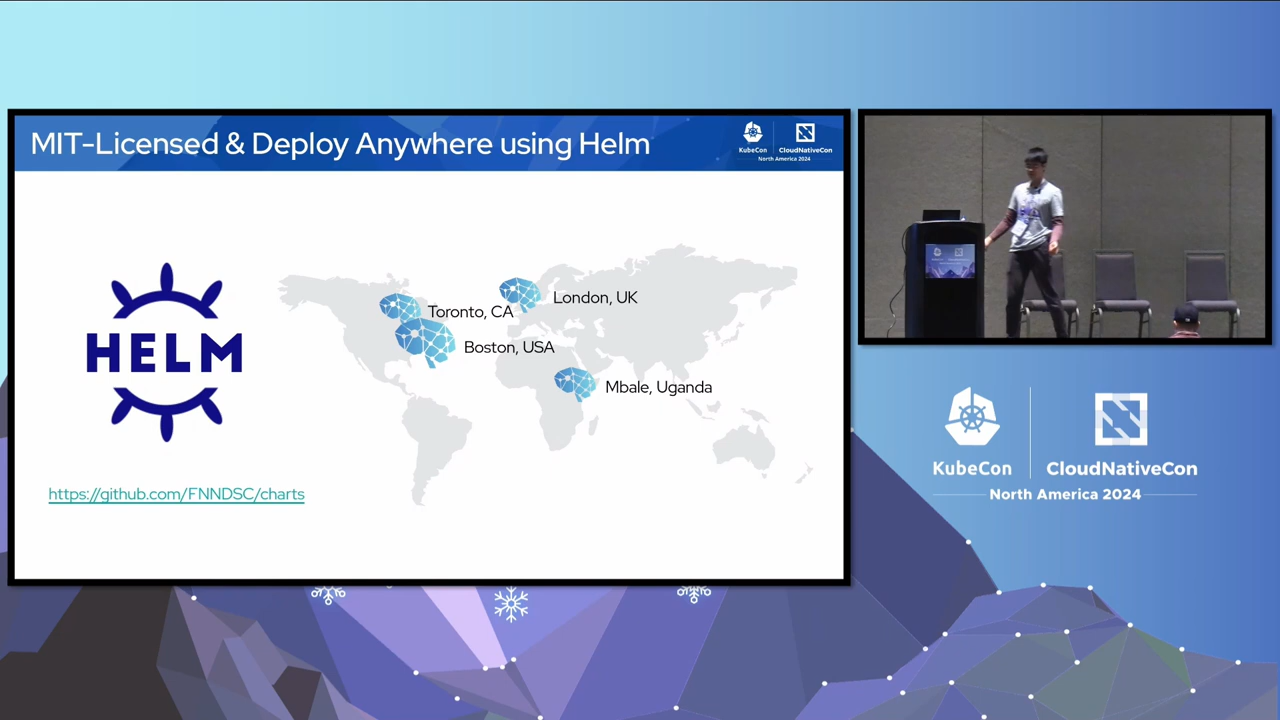 MIT-Licensed & Deploy Anywhere using Helm
KubeCon
CloudNativeCon
North America 2024
HELM
Toronto, CA
London, UK
Boston, USA
Mbale, Uganda
https://github.com/FNNDSC/charts
KubeCon
CloudNativeCon
North America 2024